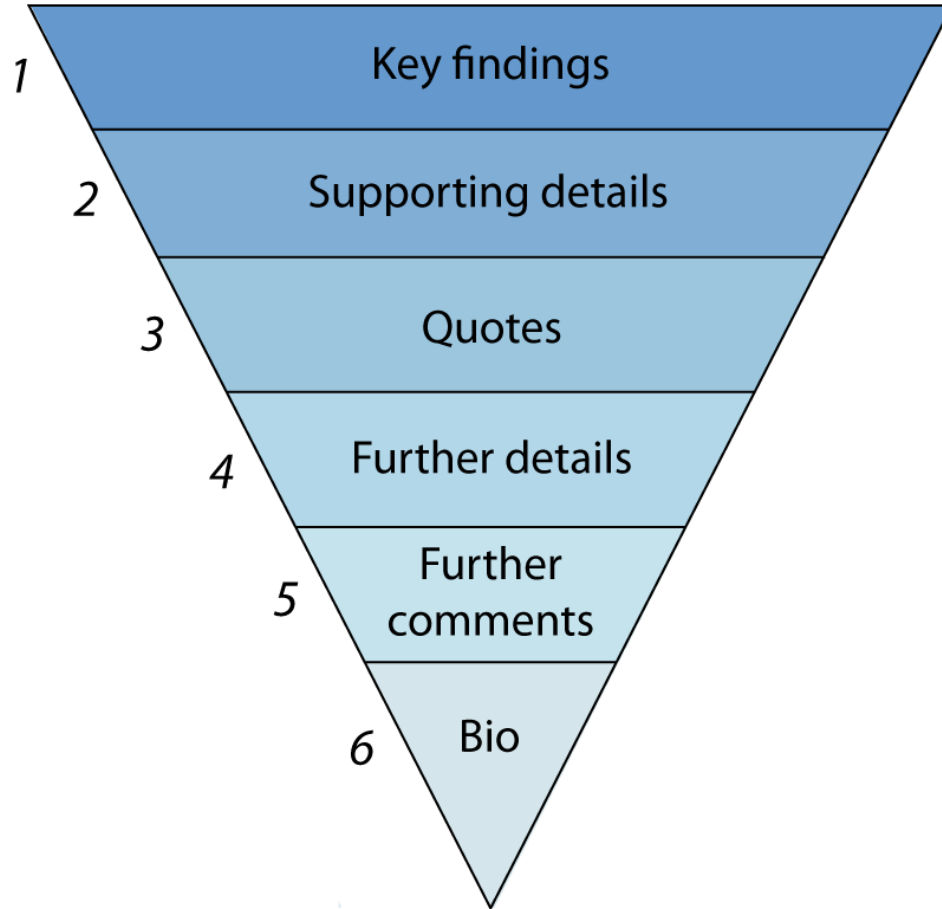 1
Key findings
2
Supporting details
3
Quotes
4
Further details
5
Further
comments
6
Bio